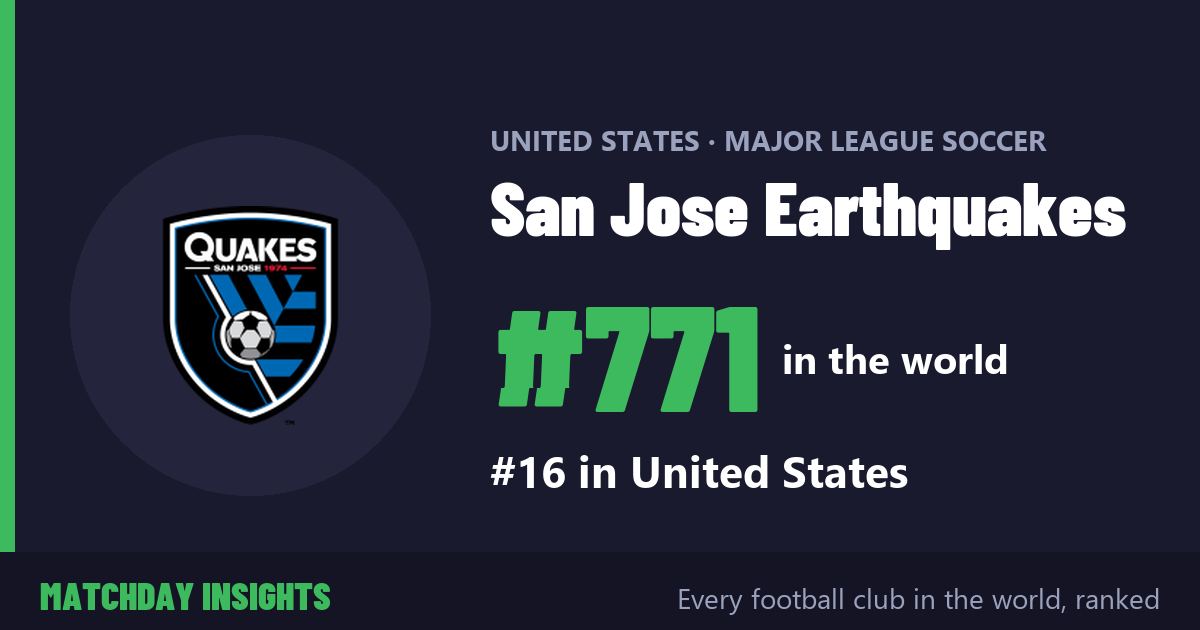 UNITED STATES · MAJOR LEAGUE SOCCER
San Jose Earthquakes
QUAKES
SAN JOSE 1974
™
#771 in the world
#16 in United States
MATCHDAY INSIGHTS
Every football club in the world, ranked